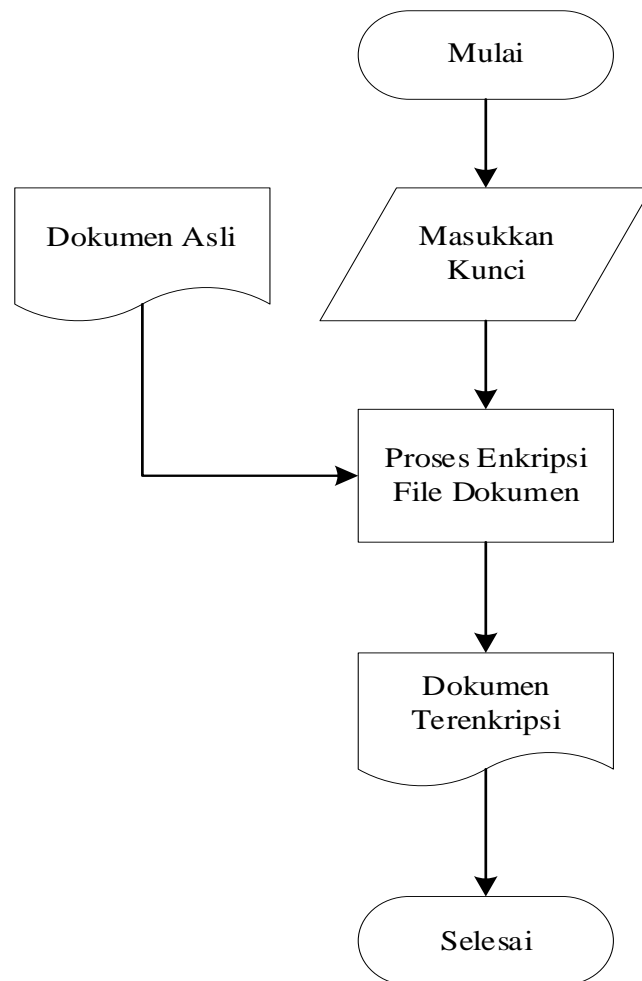 Mulai
Dokumen Asli
Masukkan
Kunci
Proses Enkripsi
File Dokumen
Dokumen
Terenkripsi
Selesai